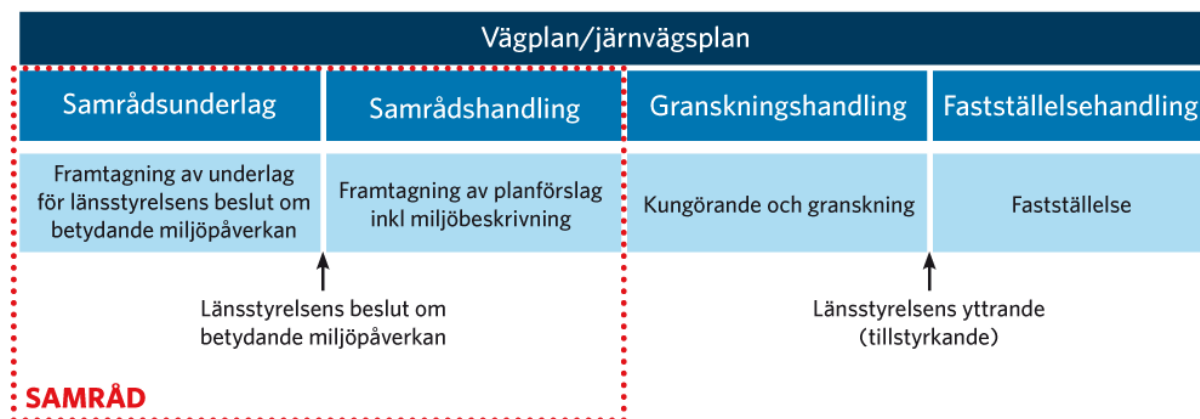 Vägplan/järnvägsplan
Samrådsunderlag
Samrådshandling
Granskningshandling
Fastställelsehandling
Framtagning av underlag
för länsstyrelsens beslut om
betydande miljöpåverkan
Framtagning av planförslag
inkl miljöbeskrivning
Kungörande och granskning
Fastställelse
Länsstyrelsens beslut om
betydande miljöpåverkan
Länsstyrelsens yttrande
(tillstyrkande)
SAMRÅD